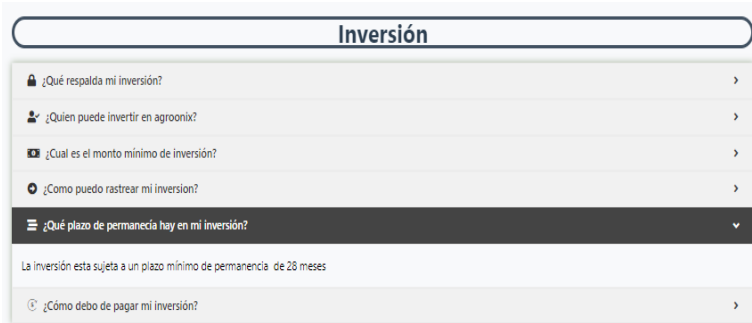 Inversión
¿Qué respalda mi inversión?
¿Quien puede invertir en agroonix?
¿Cual es el monto mínimo de inversión?
¿Como puedo rastrear mi inversion?
¿Qué plazo de permanecía hay en mi inversión?
La inversión esta sujeta a un plazo mínimo de permanencia de 28 meses
¿Cómo debo de pagar mi inversión?